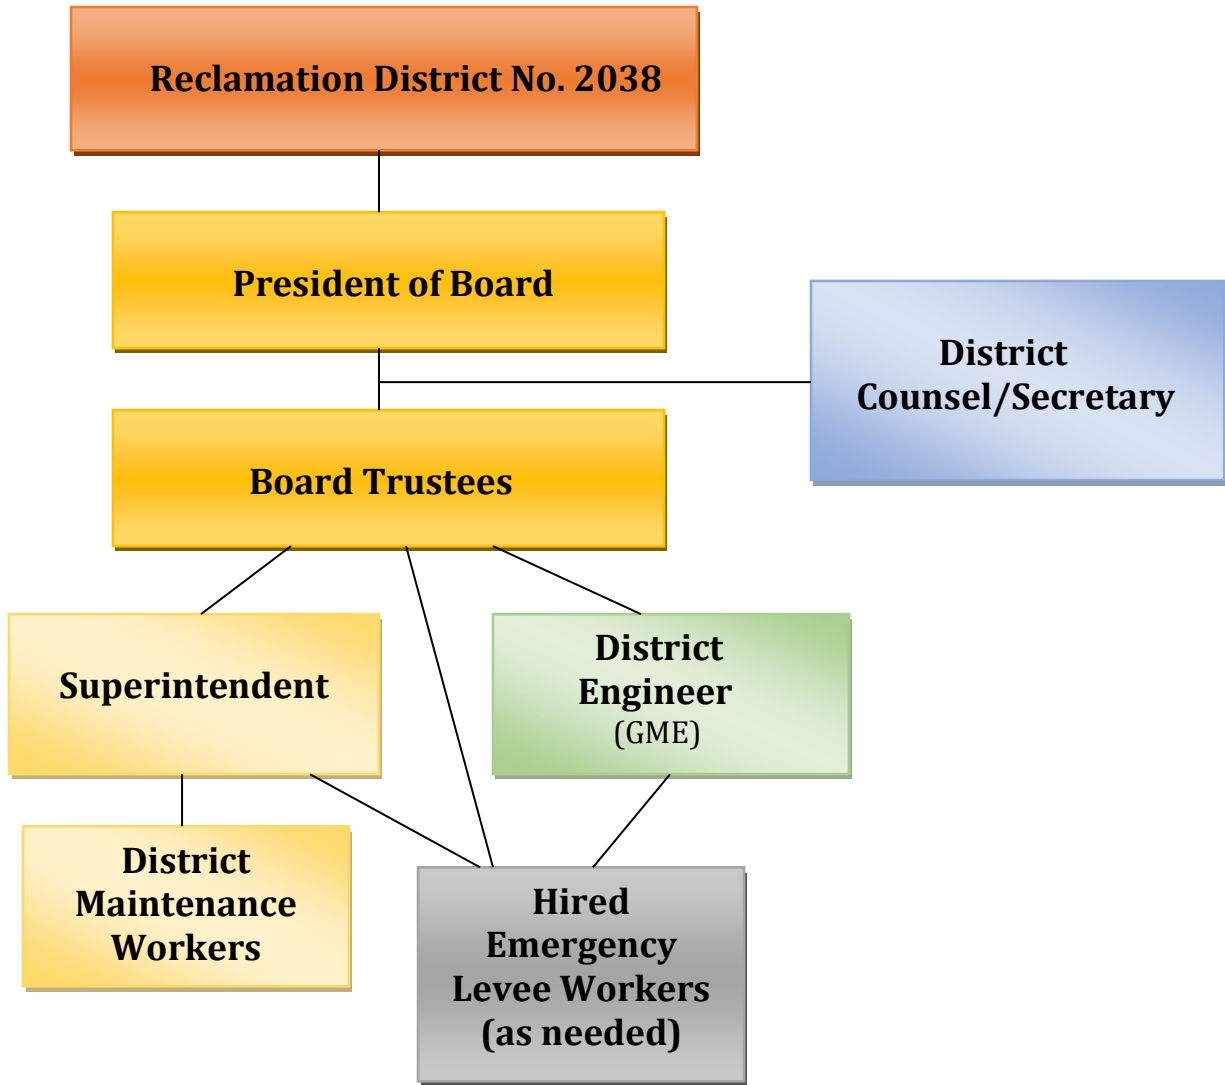 Reclamation District No. 2038
President of Board
District
Counsel/Secretary
Board Trustees
Superintendent
District
Engineer
(GME)
District
Maintenance
Workers
Hired
Emergency
Levee Workers
(as needed)